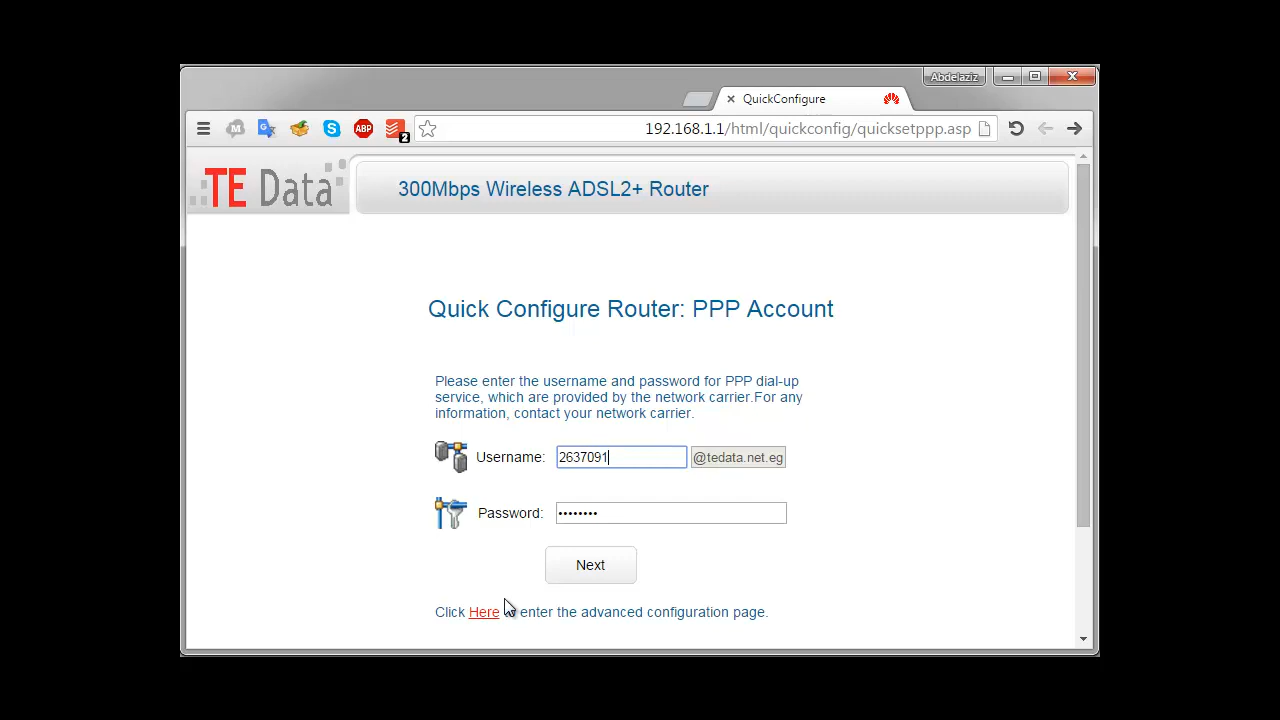 Abdelaziz
QuickConfigure
M
ABP
2
192.168.1.1/html/quickconfig/quicksetppp.asp
TE Data
300Mbps Wireless ADSL2+ Router
Quick Configure Router: PPP Account
Please enter the username and password for PPP dial-up
service, which are provided by the network carrier.For any
information, contact your network carrier.
Username: 2637091 @tedata.net.eg
Password: ••••••••
Next
Click Here enter the advanced configuration page.